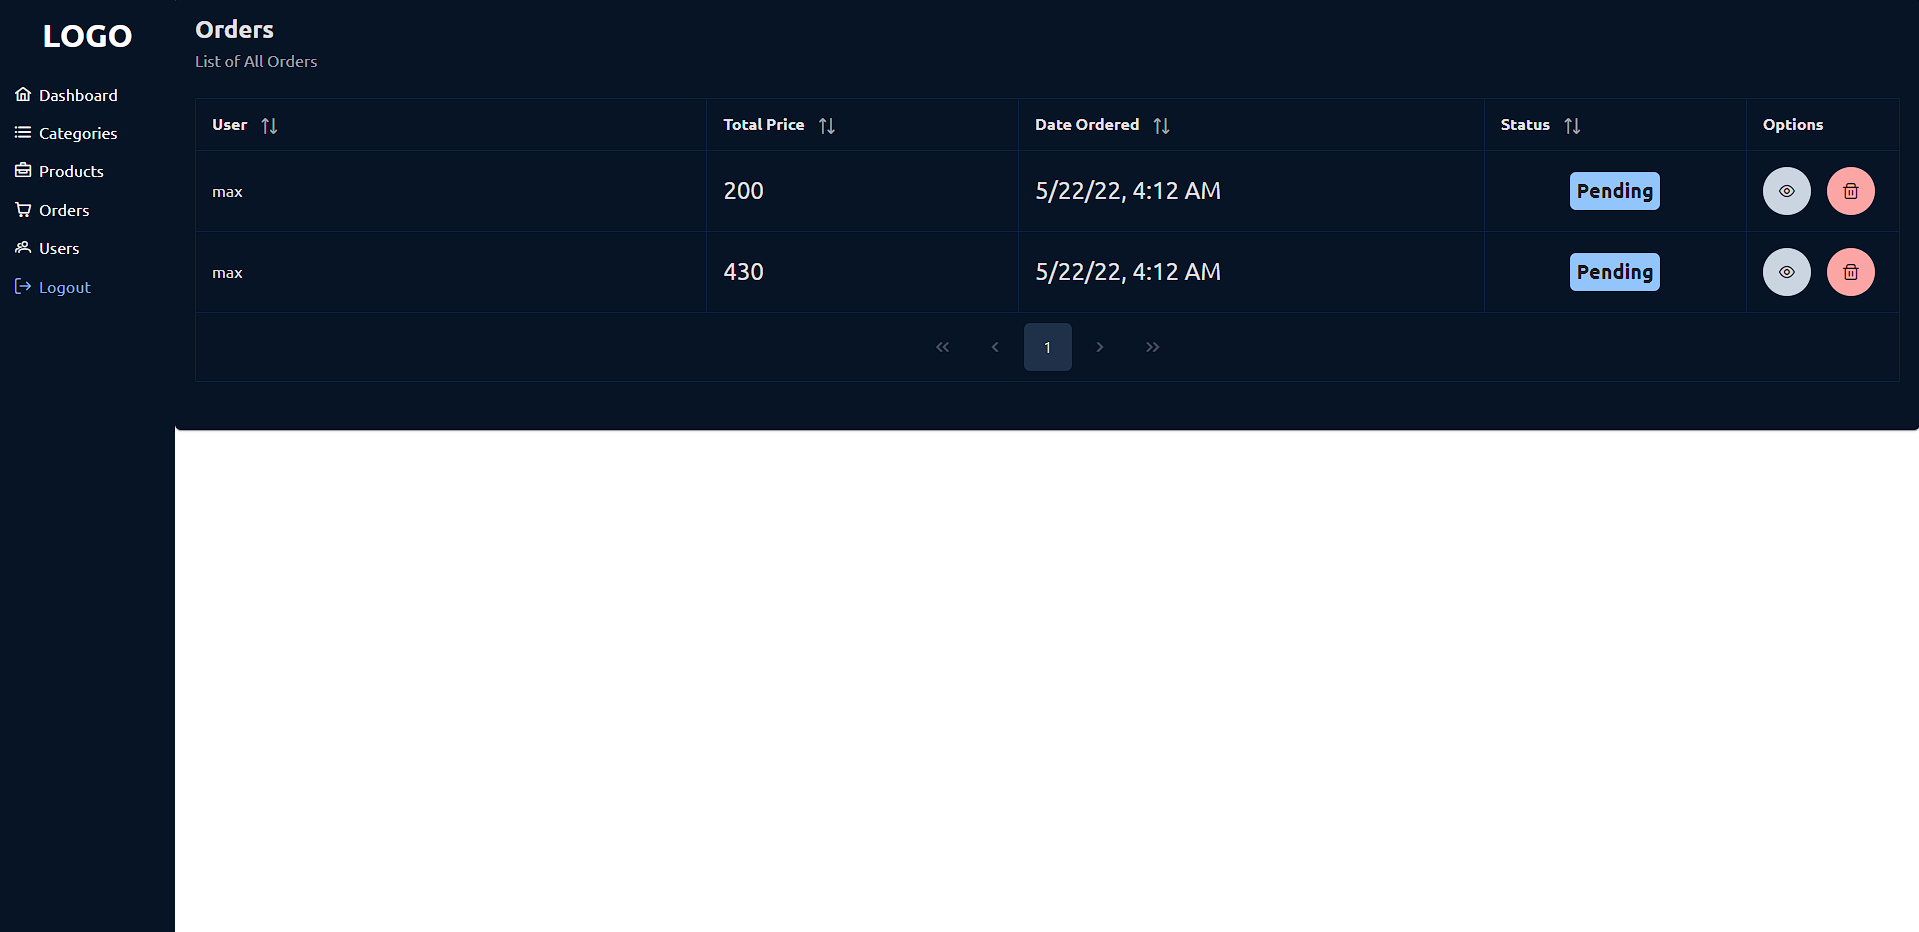 LOGO
Dashboard
Categories
Products
Orders
Users
Logout
Orders
List of All Orders
User Total Price Date Ordered Status Options
max 200 5/22/22, 4:12 AM Pending
max 430 5/22/22, 4:12 AM Pending
1